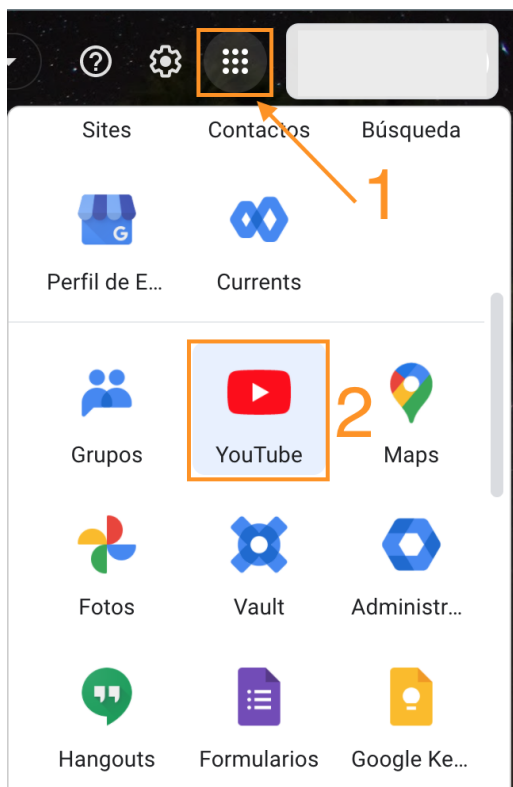 Sites Contactos Búsqueda
1
G
Perfil de E... Currents
2
Grupos YouTube Maps
Fotos Vault Administr...
Hangouts Formularios Google Ke...